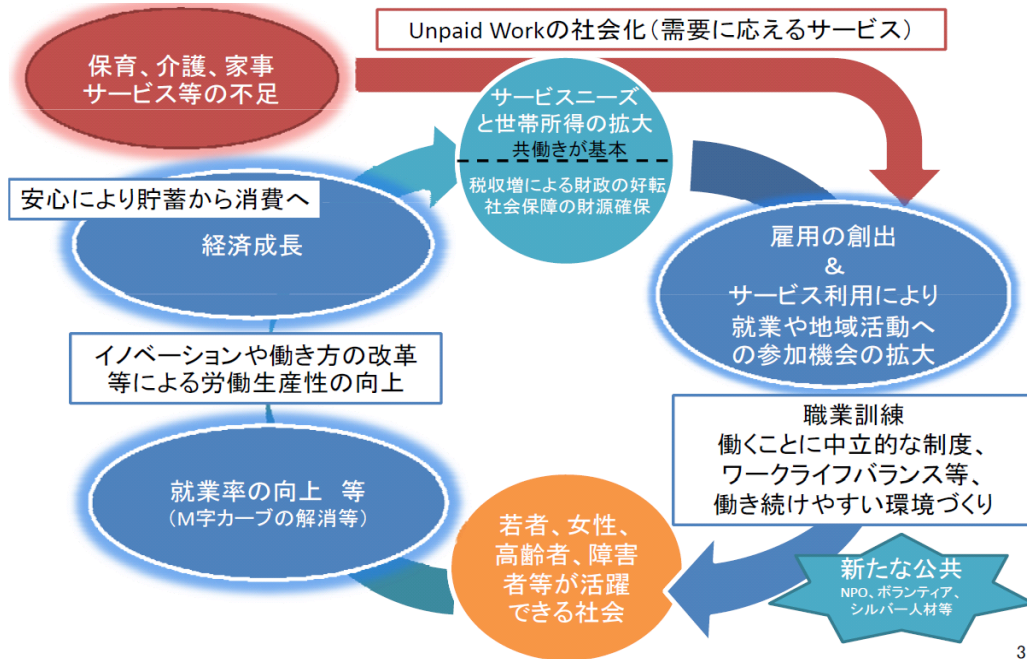 Unpaid Workの社会化（需要に応えるサービス）
保育、介護、家事
サービス等の不足
サービスニーズ
と世帯所得の拡大
共働きが基本
税収増による財政の好転
社会保障の財源確保
安心により貯蓄から消費へ
経済成長
雇用の創出
&
サービス利用により
就業や地域活動へ
の参加機会の拡大
イノベーションや働き方の改革
等による労働生産性の向上
職業訓練
働くことに中立的な制度、
ワークライフバランス等、
働き続けやすい環境づくり
就業率の向上　等
（M字カーブの解消等）
若者、女性、
高齢者、障害
者等が活躍
できる社会
新たな公共
NPO、ボランティア、
シルバー人材等
3